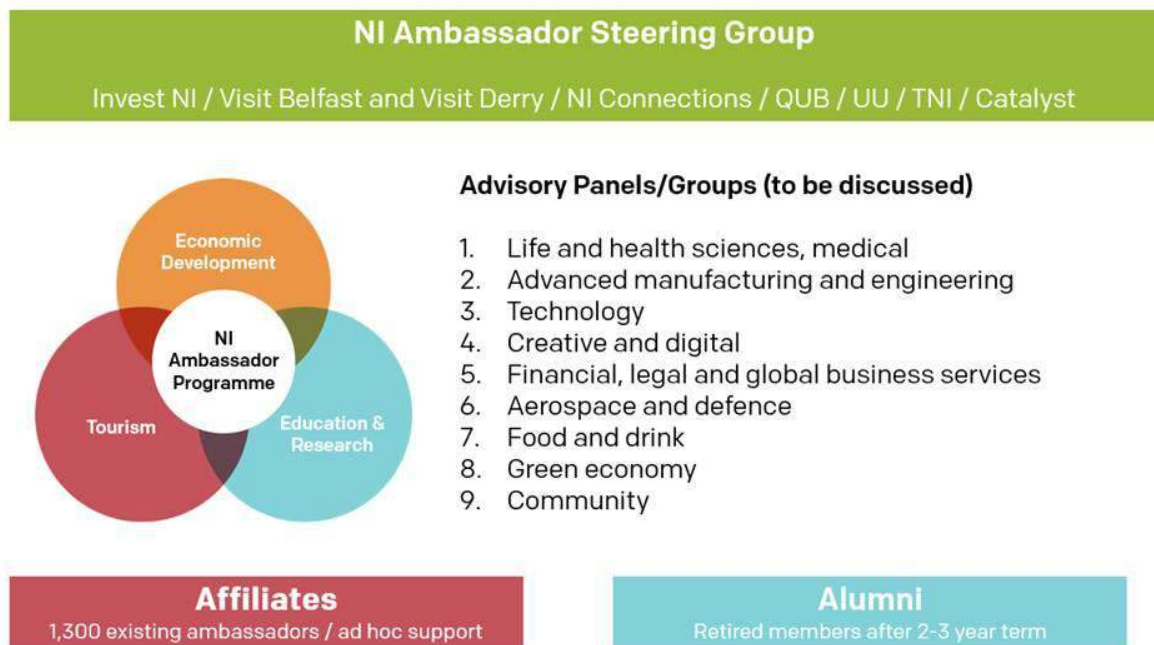 NI Ambassador Steering Group
Invest NI / Visit Belfast and Visit Derry / NI Connections / QUB / UU / TNI / Catalyst
Economic
Development
NI
Ambassador
Programme
Tourism
Education &
Research
Advisory Panels/Groups (to be discussed)
1. Life and health sciences, medical
2. Advanced manufacturing and engineering
3. Technology
4. Creative and digital
5. Financial, legal and global business services
6. Aerospace and defence
7. Food and drink
8. Green economy
9. Community
Affiliates
1,300 existing ambassadors / ad hoc support
Alumni
Retired members after 2-3 year term